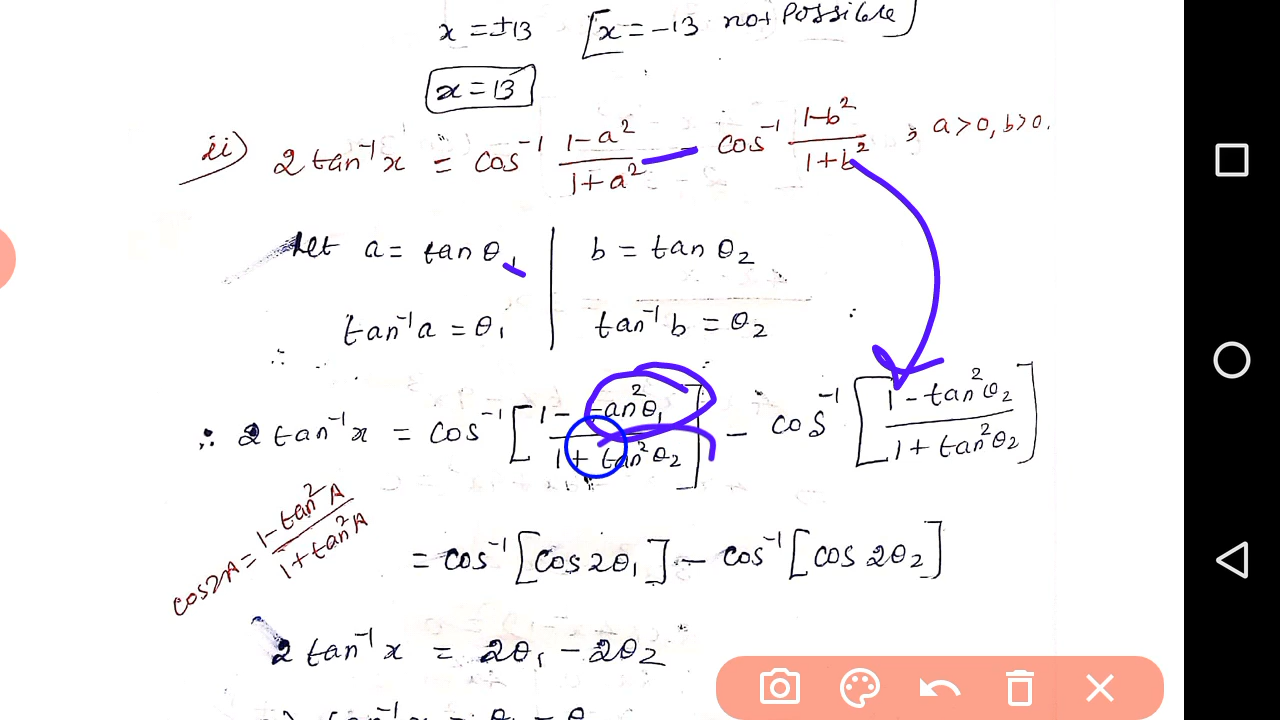 x = ±13 [x = -13 not possible]
x = 13
ii) 2 tan⁻¹x = cos⁻¹ (1-a²)/(1+a²) - cos⁻¹ (1-b²)/(1+b²) ; a>0, b>0.
Let a = tan θ₁ | b = tan θ₂
∴ tan⁻¹a = θ₁ | tan⁻¹ b = θ₂
∴ 2 tan⁻¹x = cos⁻¹ [(1 - tan²θ₁)/(1 + tan²θ₂)] - cos⁻¹ [(1 - tan²θ₂)/(1 + tan²θ₂)]
cos2A = (1-tan²A)/(1+tan²A)
= cos⁻¹ [cos 2θ₁] - cos⁻¹ [cos 2θ₂]
2 tan⁻¹x = 2θ₁ - 2θ₂